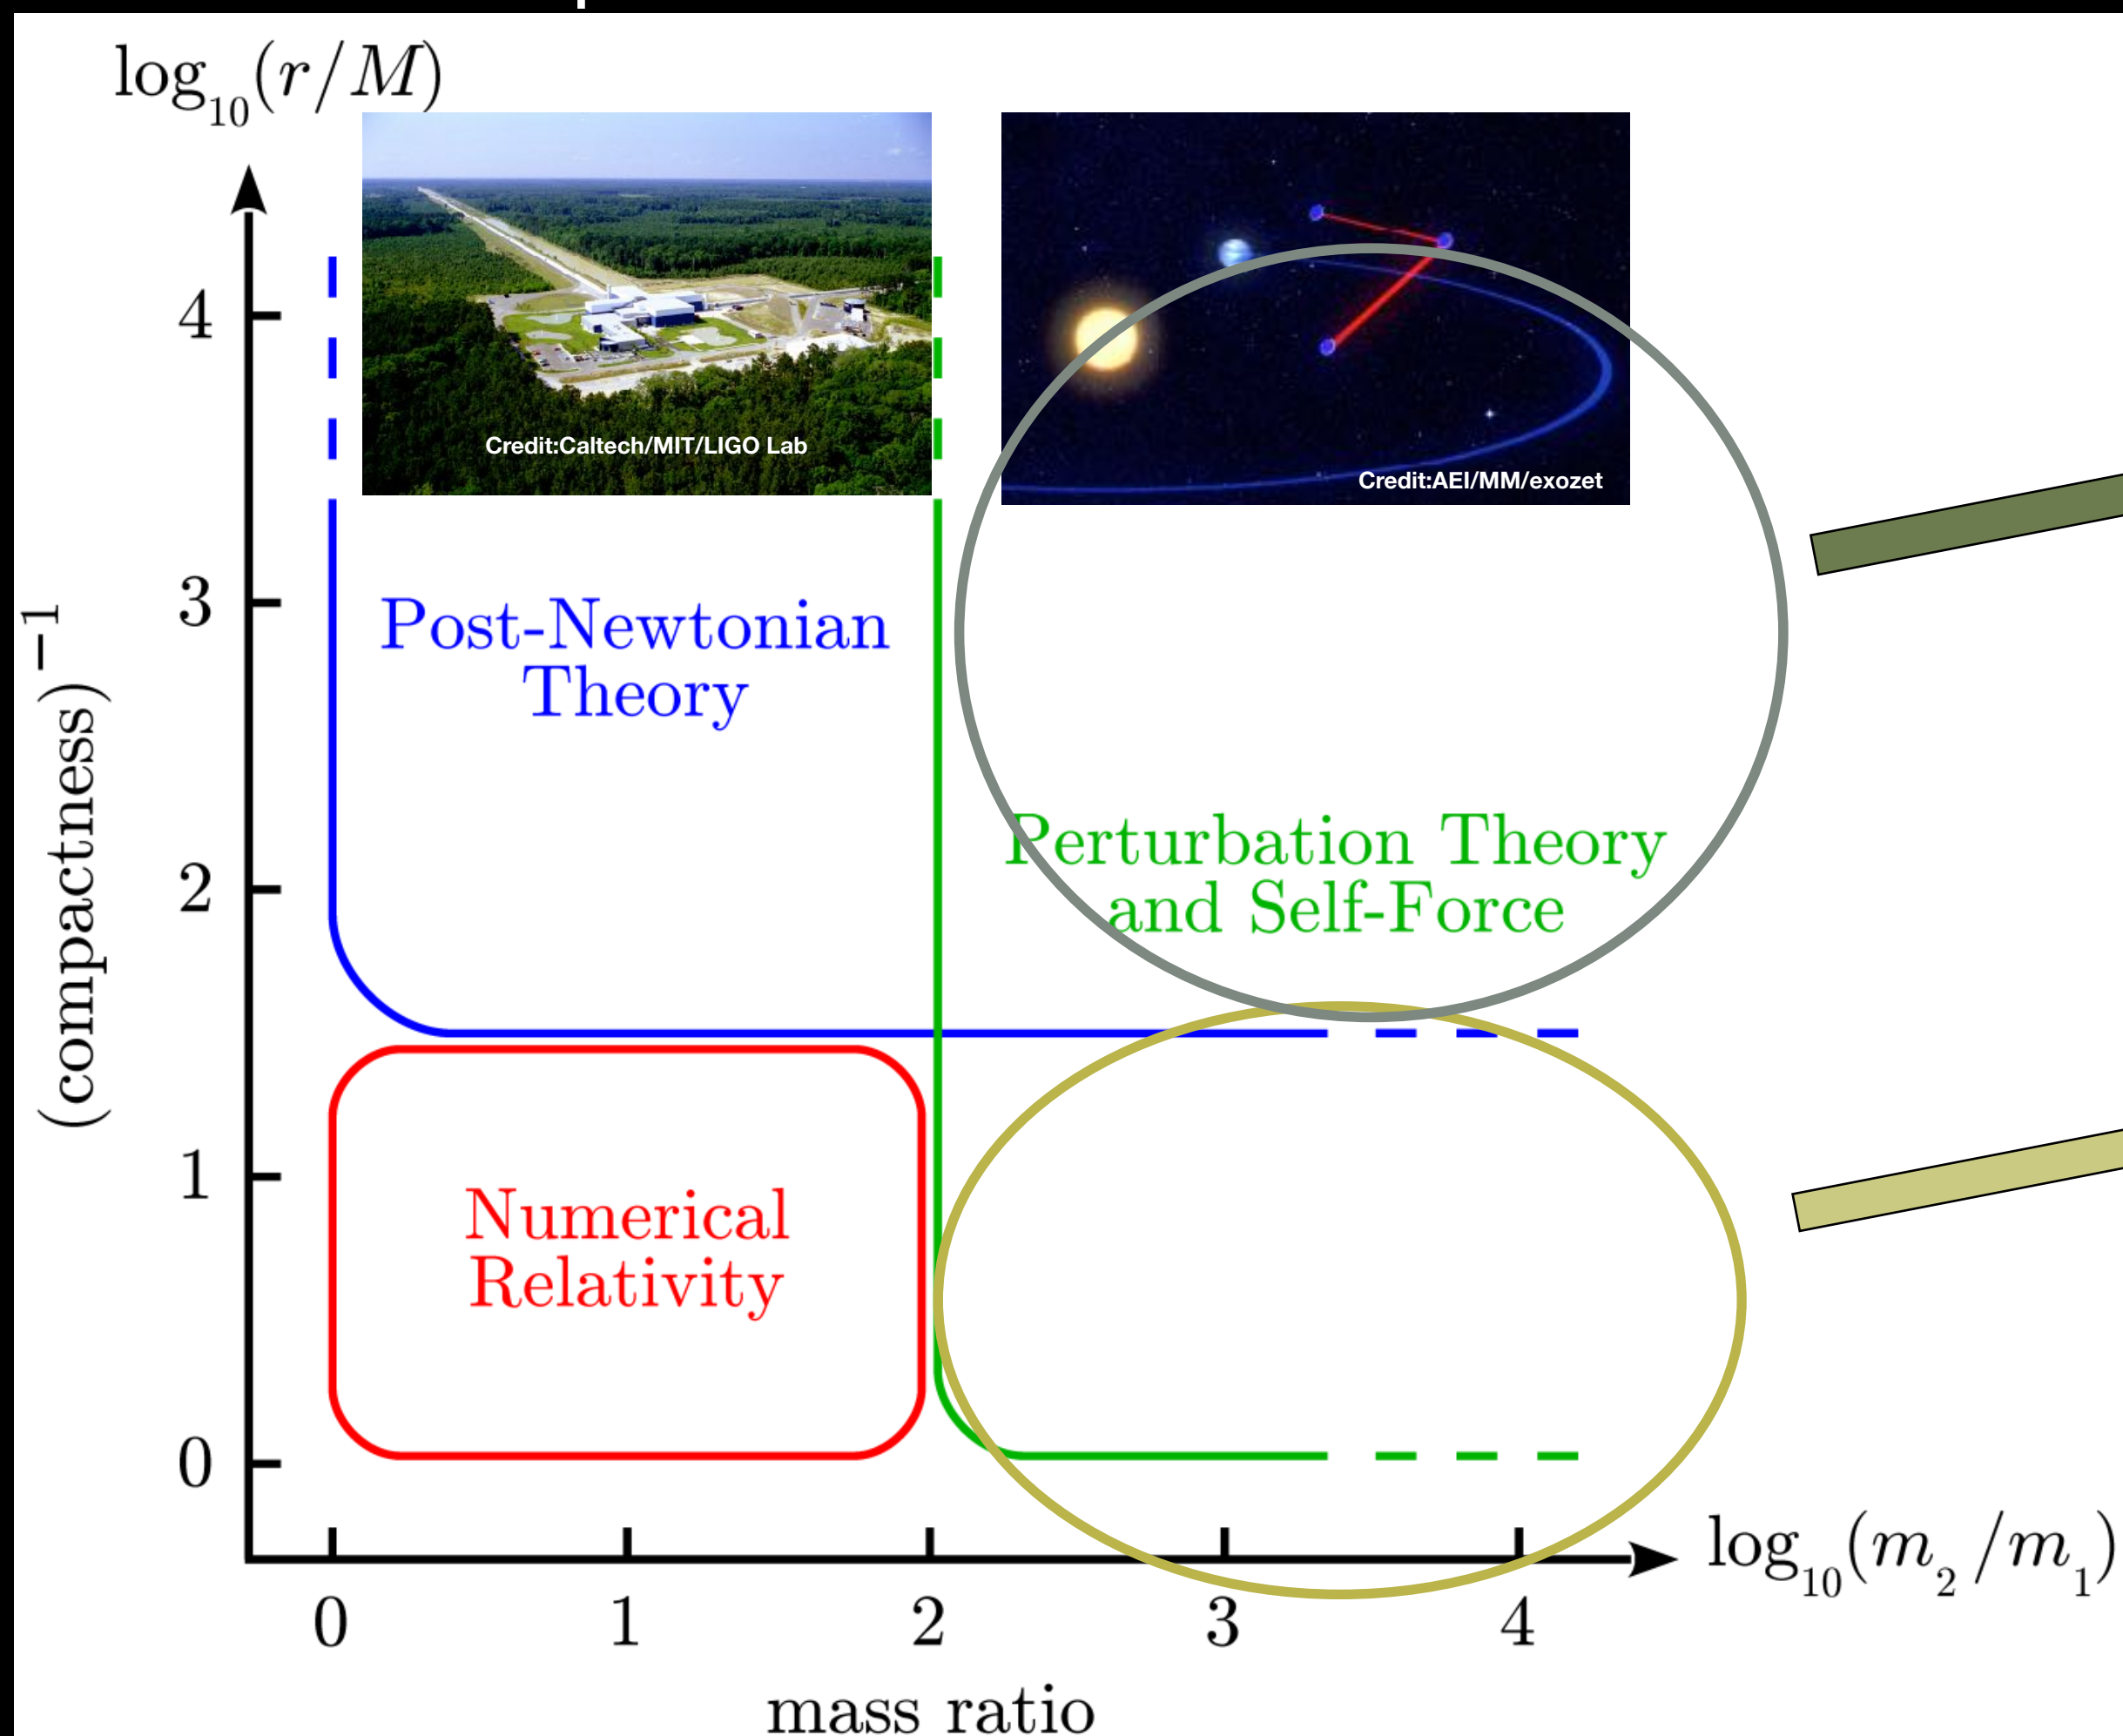 log₁₀(r/M)
4
3
2
1
0
(compactness)⁻¹
Credit:Caltech/MIT/LIGO Lab
Credit:AEI/MM/exozet
Post-Newtonian
Theory
Perturbation Theory
and Self-Force
Numerical
Relativity
0 1 2 3 4
log₁₀(m₂/m₁)
mass ratio